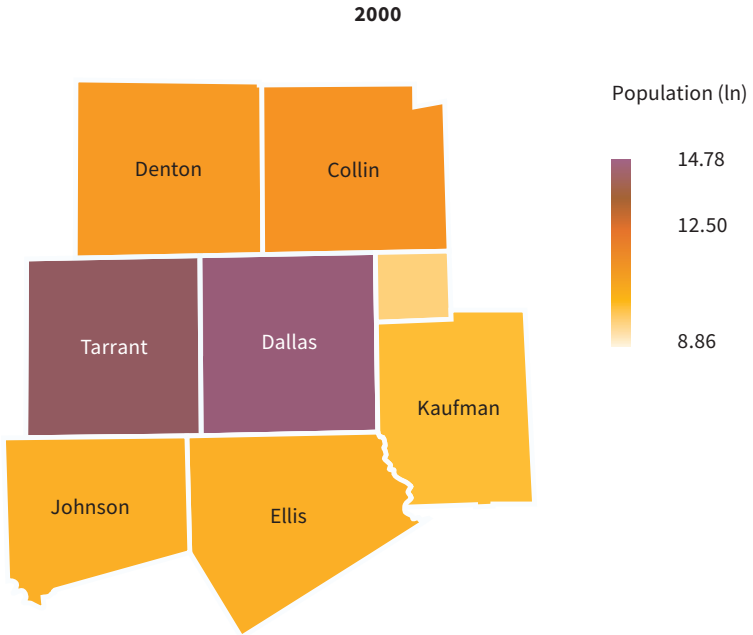 2000
Population (ln)
14.78
12.50
8.86
Denton
Collin
Tarrant
Dallas
Kaufman
Johnson
Ellis